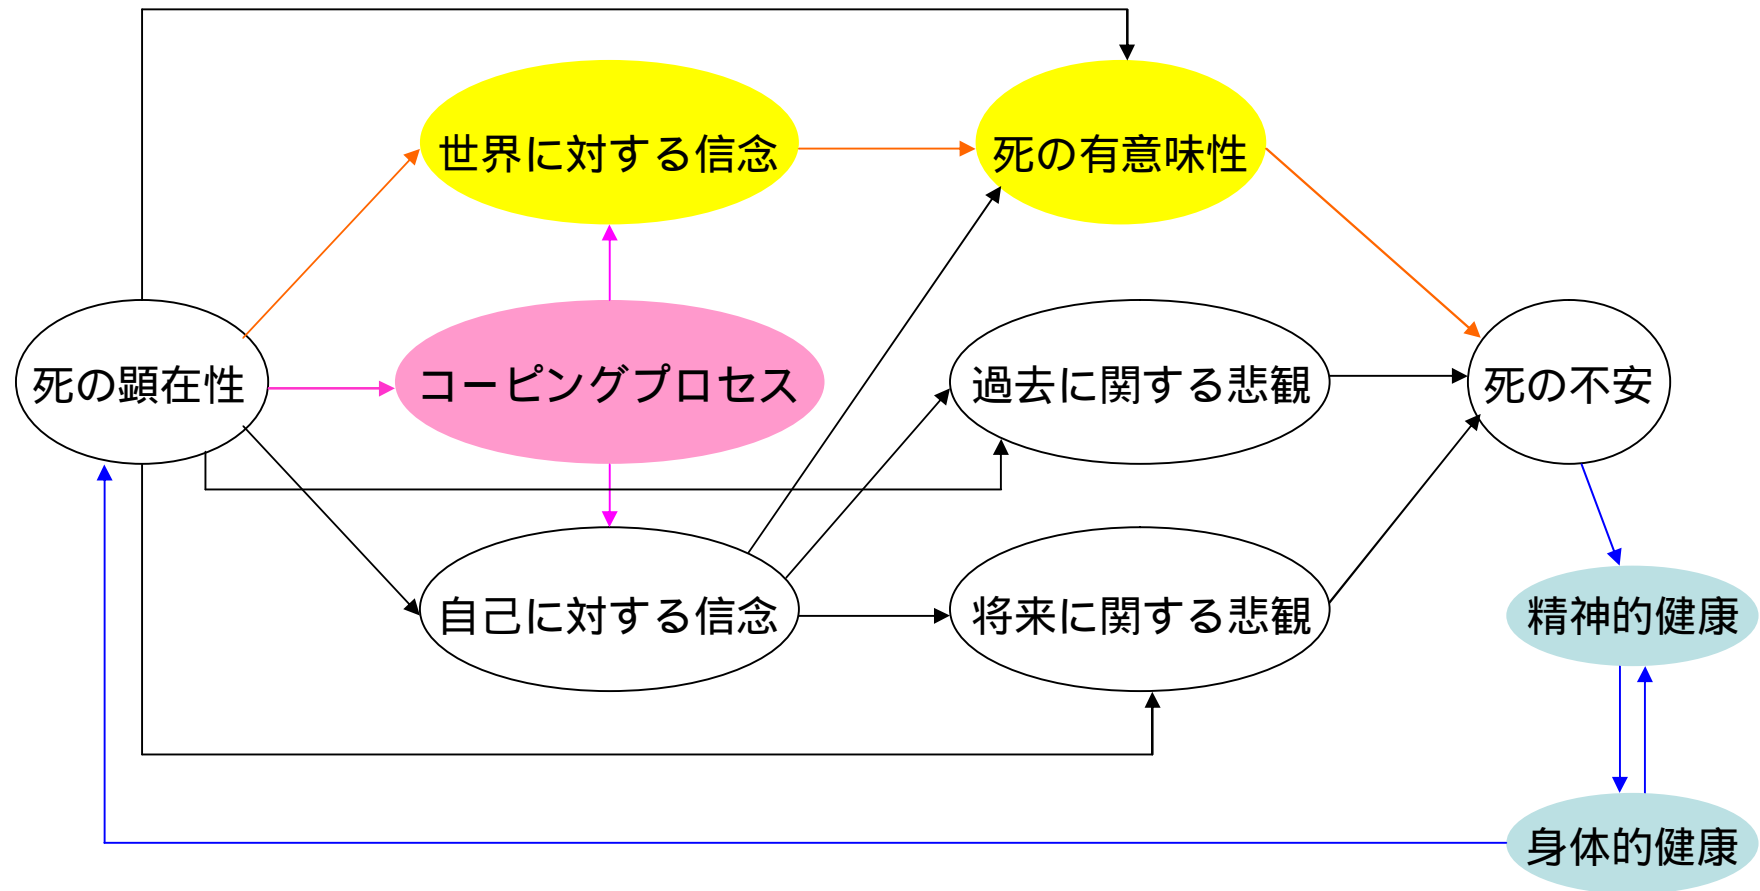 世界に対する信念
死の有意味性
死の顕在性
コーピングプロセス
過去に関する悲観
死の不安
自己に対する信念
将来に関する悲観
精神的健康
身体的健康